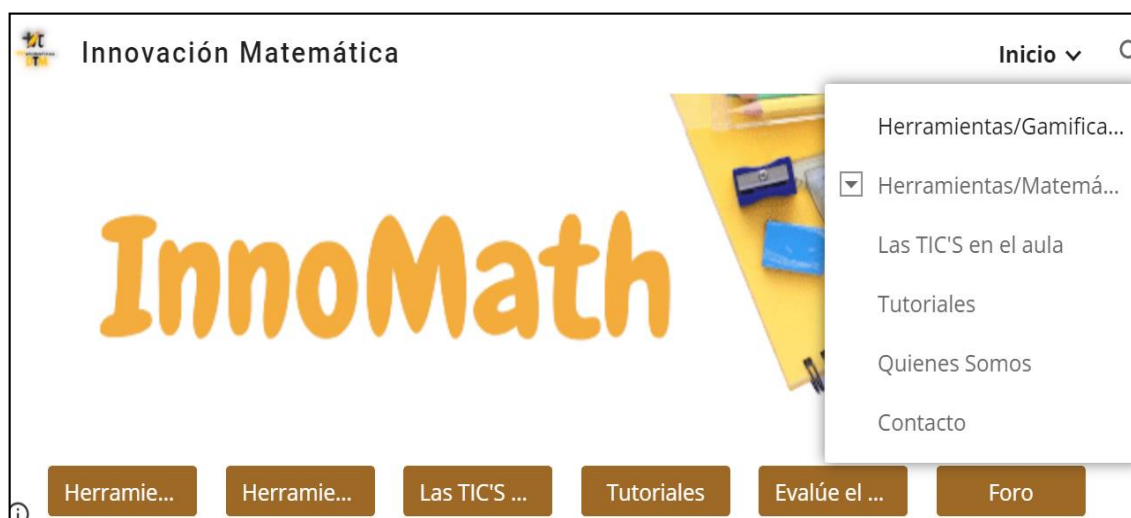 Innovación Matemática
Inicio
Herramientas/Gamifica...
Herramientas/Matemá...
Las TIC'S en el aula
Tutoriales
Quienes Somos
Contacto
InnoMath
Herramie...
Herramie...
Las TIC'S ...
Tutoriales
Evalúe el ...
Foro